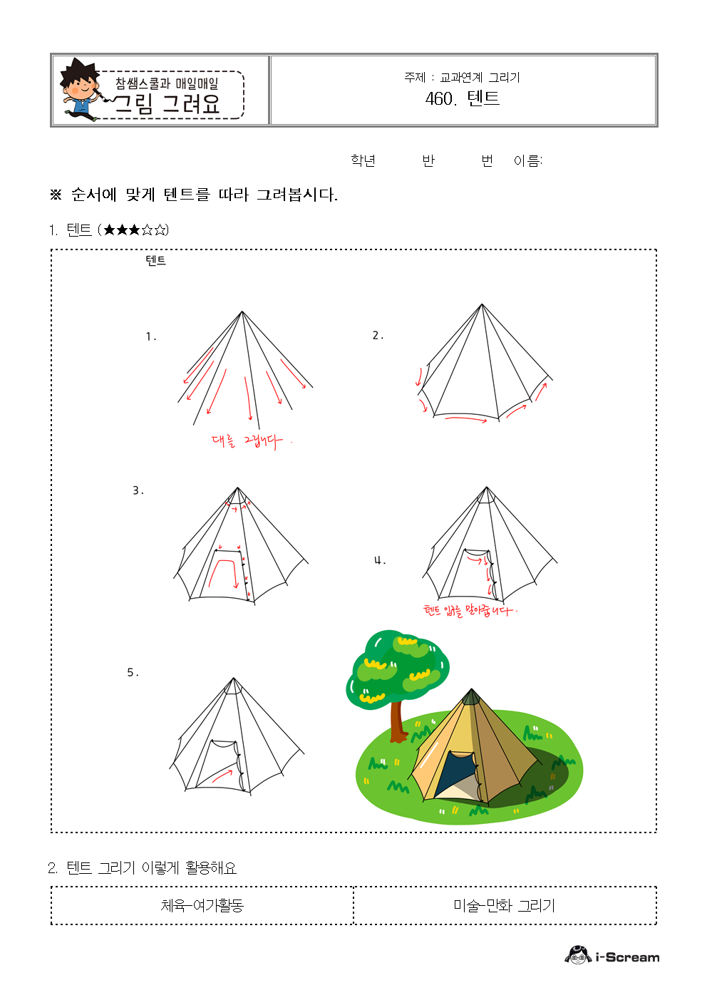 참쌤스쿨과 매일매일
그림 그려요
주제 : 교과연계 그리기
460. 텐트
학년 반 번 이름:
※ 순서에 맞게 텐트를 따라 그려봅시다.
1. 텐트 (★★★☆☆)
텐트
1.
2.
대를 그립니다.
3.
4.
텐트 입구를 말아줍니다.
5.
2. 텐트 그리기 이렇게 활용해요
체육-여가활동
미술-만화 그리기
i-Scream